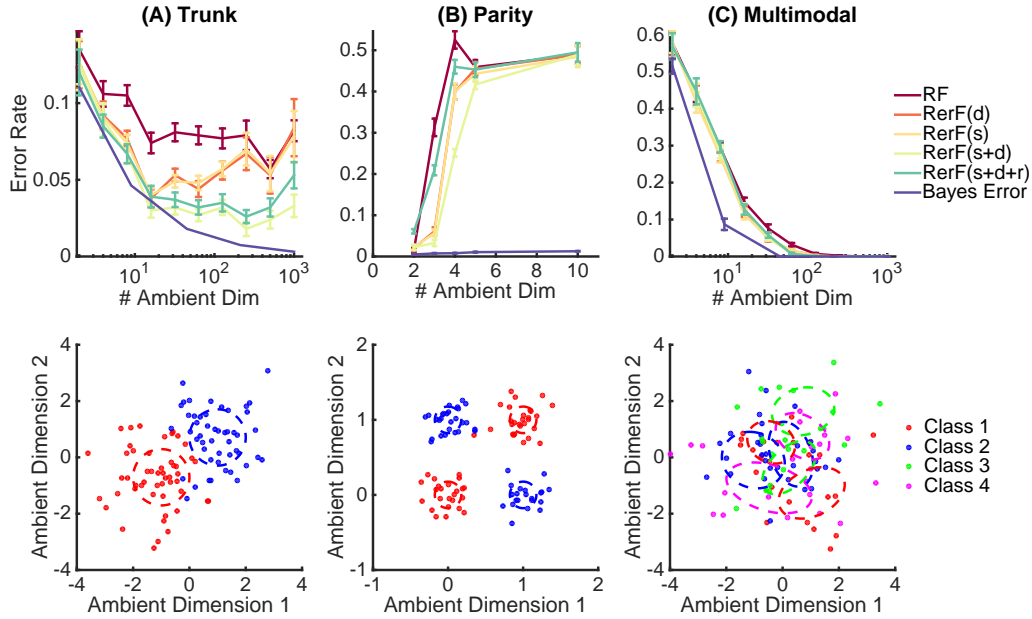 (A) Trunk
(B) Parity
(C) Multimodal
Error Rate
0.1
0.05
0
10^1
10^2
10^3
# Ambient Dim
0.5
0.4
0.3
0.2
0.1
0
0
2
4
6
8
10
# Ambient Dim
0.6
0.5
0.4
0.3
0.2
0.1
0
10^1
10^2
10^3
# Ambient Dim
RF
RerF(d)
RerF(s)
RerF(s+d)
RerF(s+d+r)
Bayes Error
Ambient Dimension 2
4
2
0
-2
-4
-4
-2
0
2
4
Ambient Dimension 1
Ambient Dimension 2
2
1
0
-1
-1
0
1
2
Ambient Dimension 1
Ambient Dimension 2
4
2
0
-2
-4
-4
-2
0
2
4
Ambient Dimension 1
Class 1
Class 2
Class 3
Class 4